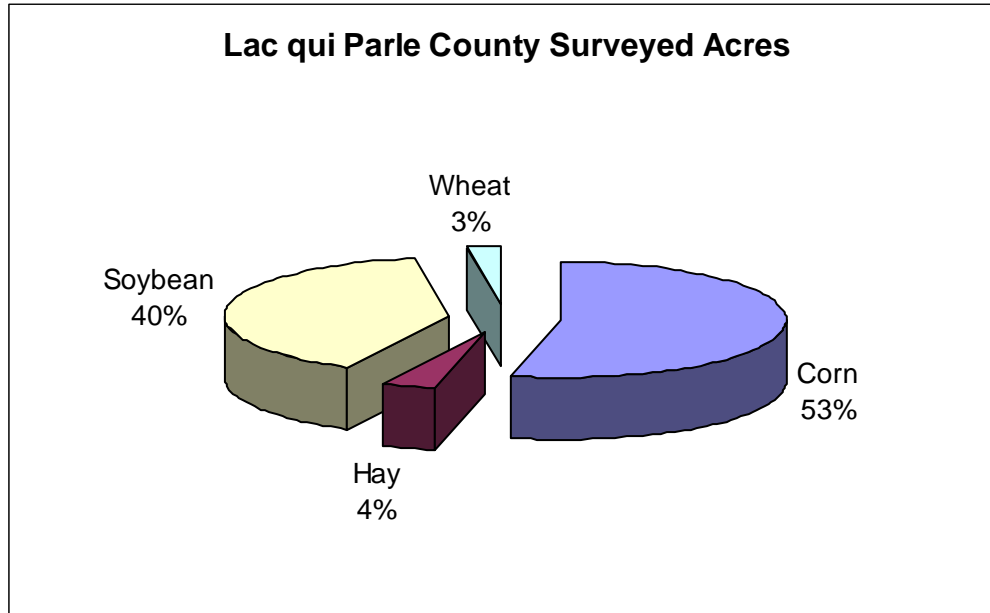 Lac qui Parle County Surveyed Acres
Wheat
3%
Soybean
40%
Corn
53%
Hay
4%